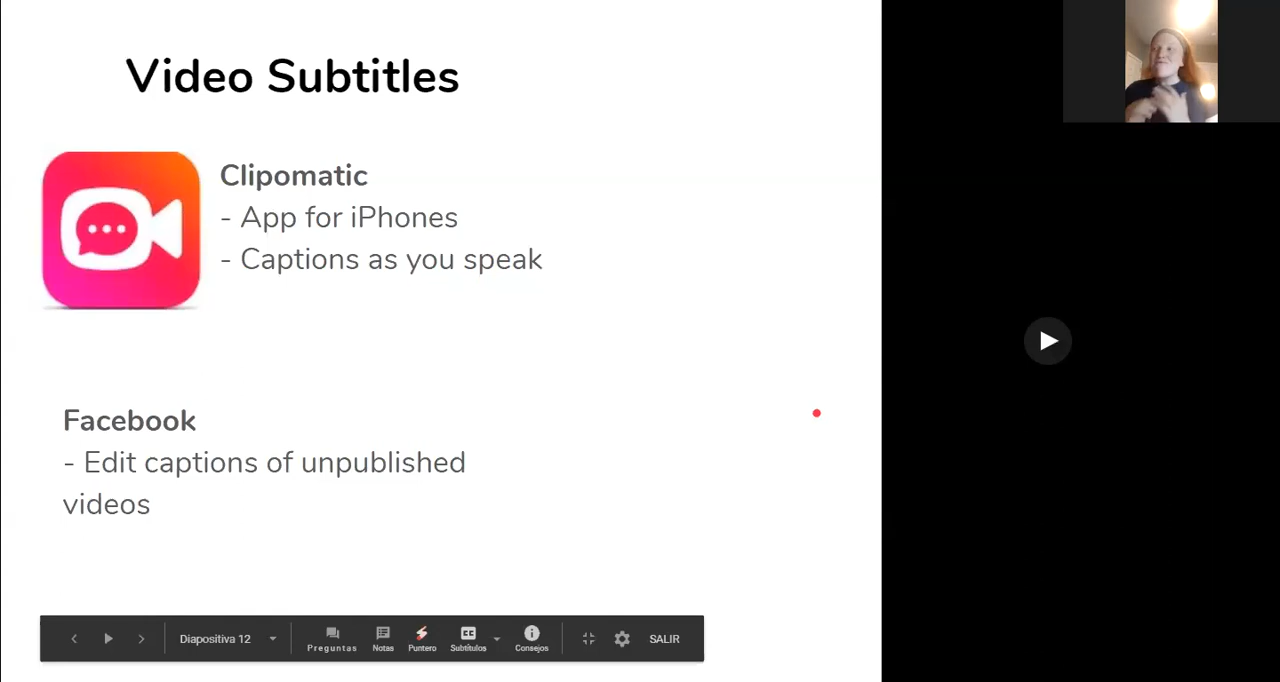 Video Subtitles
Clipomatic
- App for iPhones
- Captions as you speak
Facebook
- Edit captions of unpublished
videos
Diapositiva 12
Preguntas
Notas
Puntero
CC
Subtítulos
Consejos
SALIR